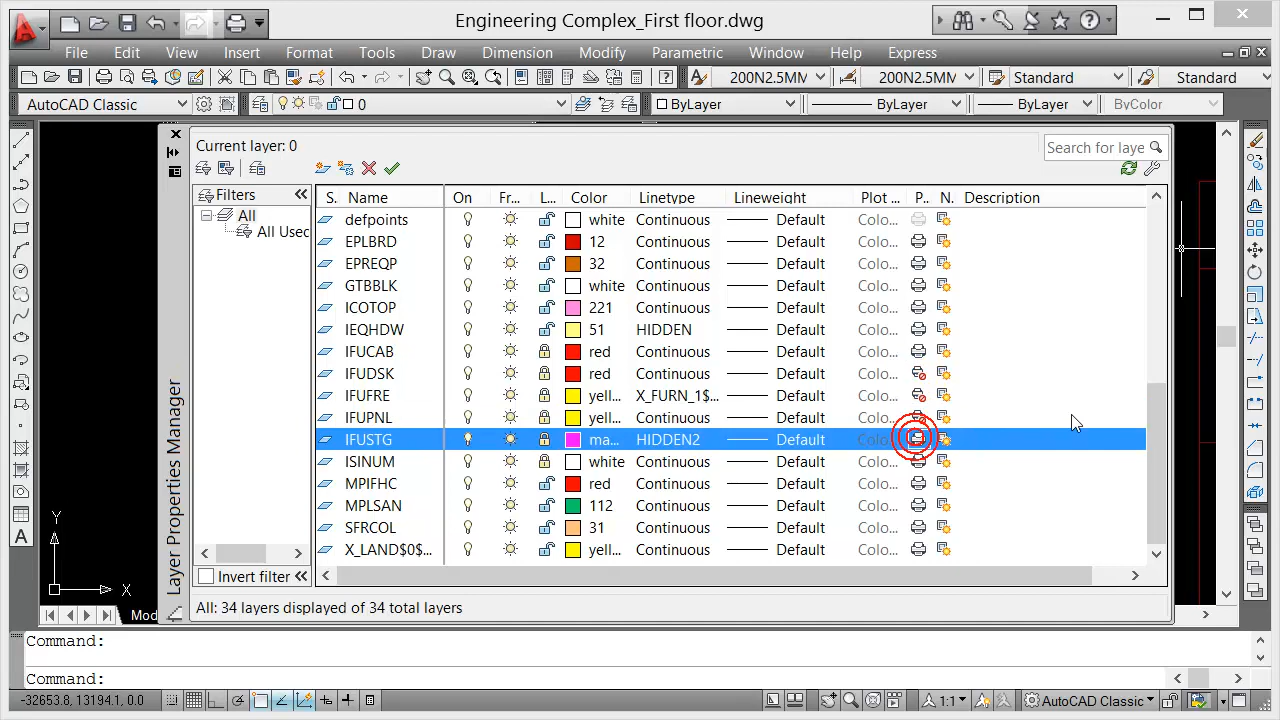 Engineering Complex_First floor.dwg
File Edit View Insert Format Tools Draw Dimension Modify Parametric Window Help Express
200N2.5MM 200N2.5MM Standard Standard
AutoCAD Classic 0 ByLayer ByLayer ByLayer ByColor
Current layer: 0
Search for laye
Filters
All
All Used
S. Name On Fr... L... Color Linetype Lineweight Plot ... P.. N. Description
defpoints white Continuous Default Colo...
EPLBRD 12 Continuous Default Colo...
EPREQP 32 Continuous Default Colo...
GTBBLK white Continuous Default Colo...
ICOTOP 221 Continuous Default Colo...
IEQHDW 51 HIDDEN Default Colo...
IFUCAB red Continuous Default Colo...
IFUDSK red Continuous Default Colo...
IFUFRE yell... X_FURN_1$... Default Colo...
IFUPNL yell... Continuous Default Colo...
IFUSTG ma... HIDDEN2 Default Colo
ISINUM white Continuous Default Colo...
MPIFHC red Continuous Default Colo...
MPLSAN 112 Continuous Default Colo...
SFRCOL 31 Continuous Default Colo...
X_LAND$0$... yell... Continuous Default Colo...
Invert filter
All: 34 layers displayed of 34 total layers
Layer Properties Manager
Y
X
Mod
Command:
Command:
-32653.8, 13194.1, 0.0 1:1 AutoCAD Classic